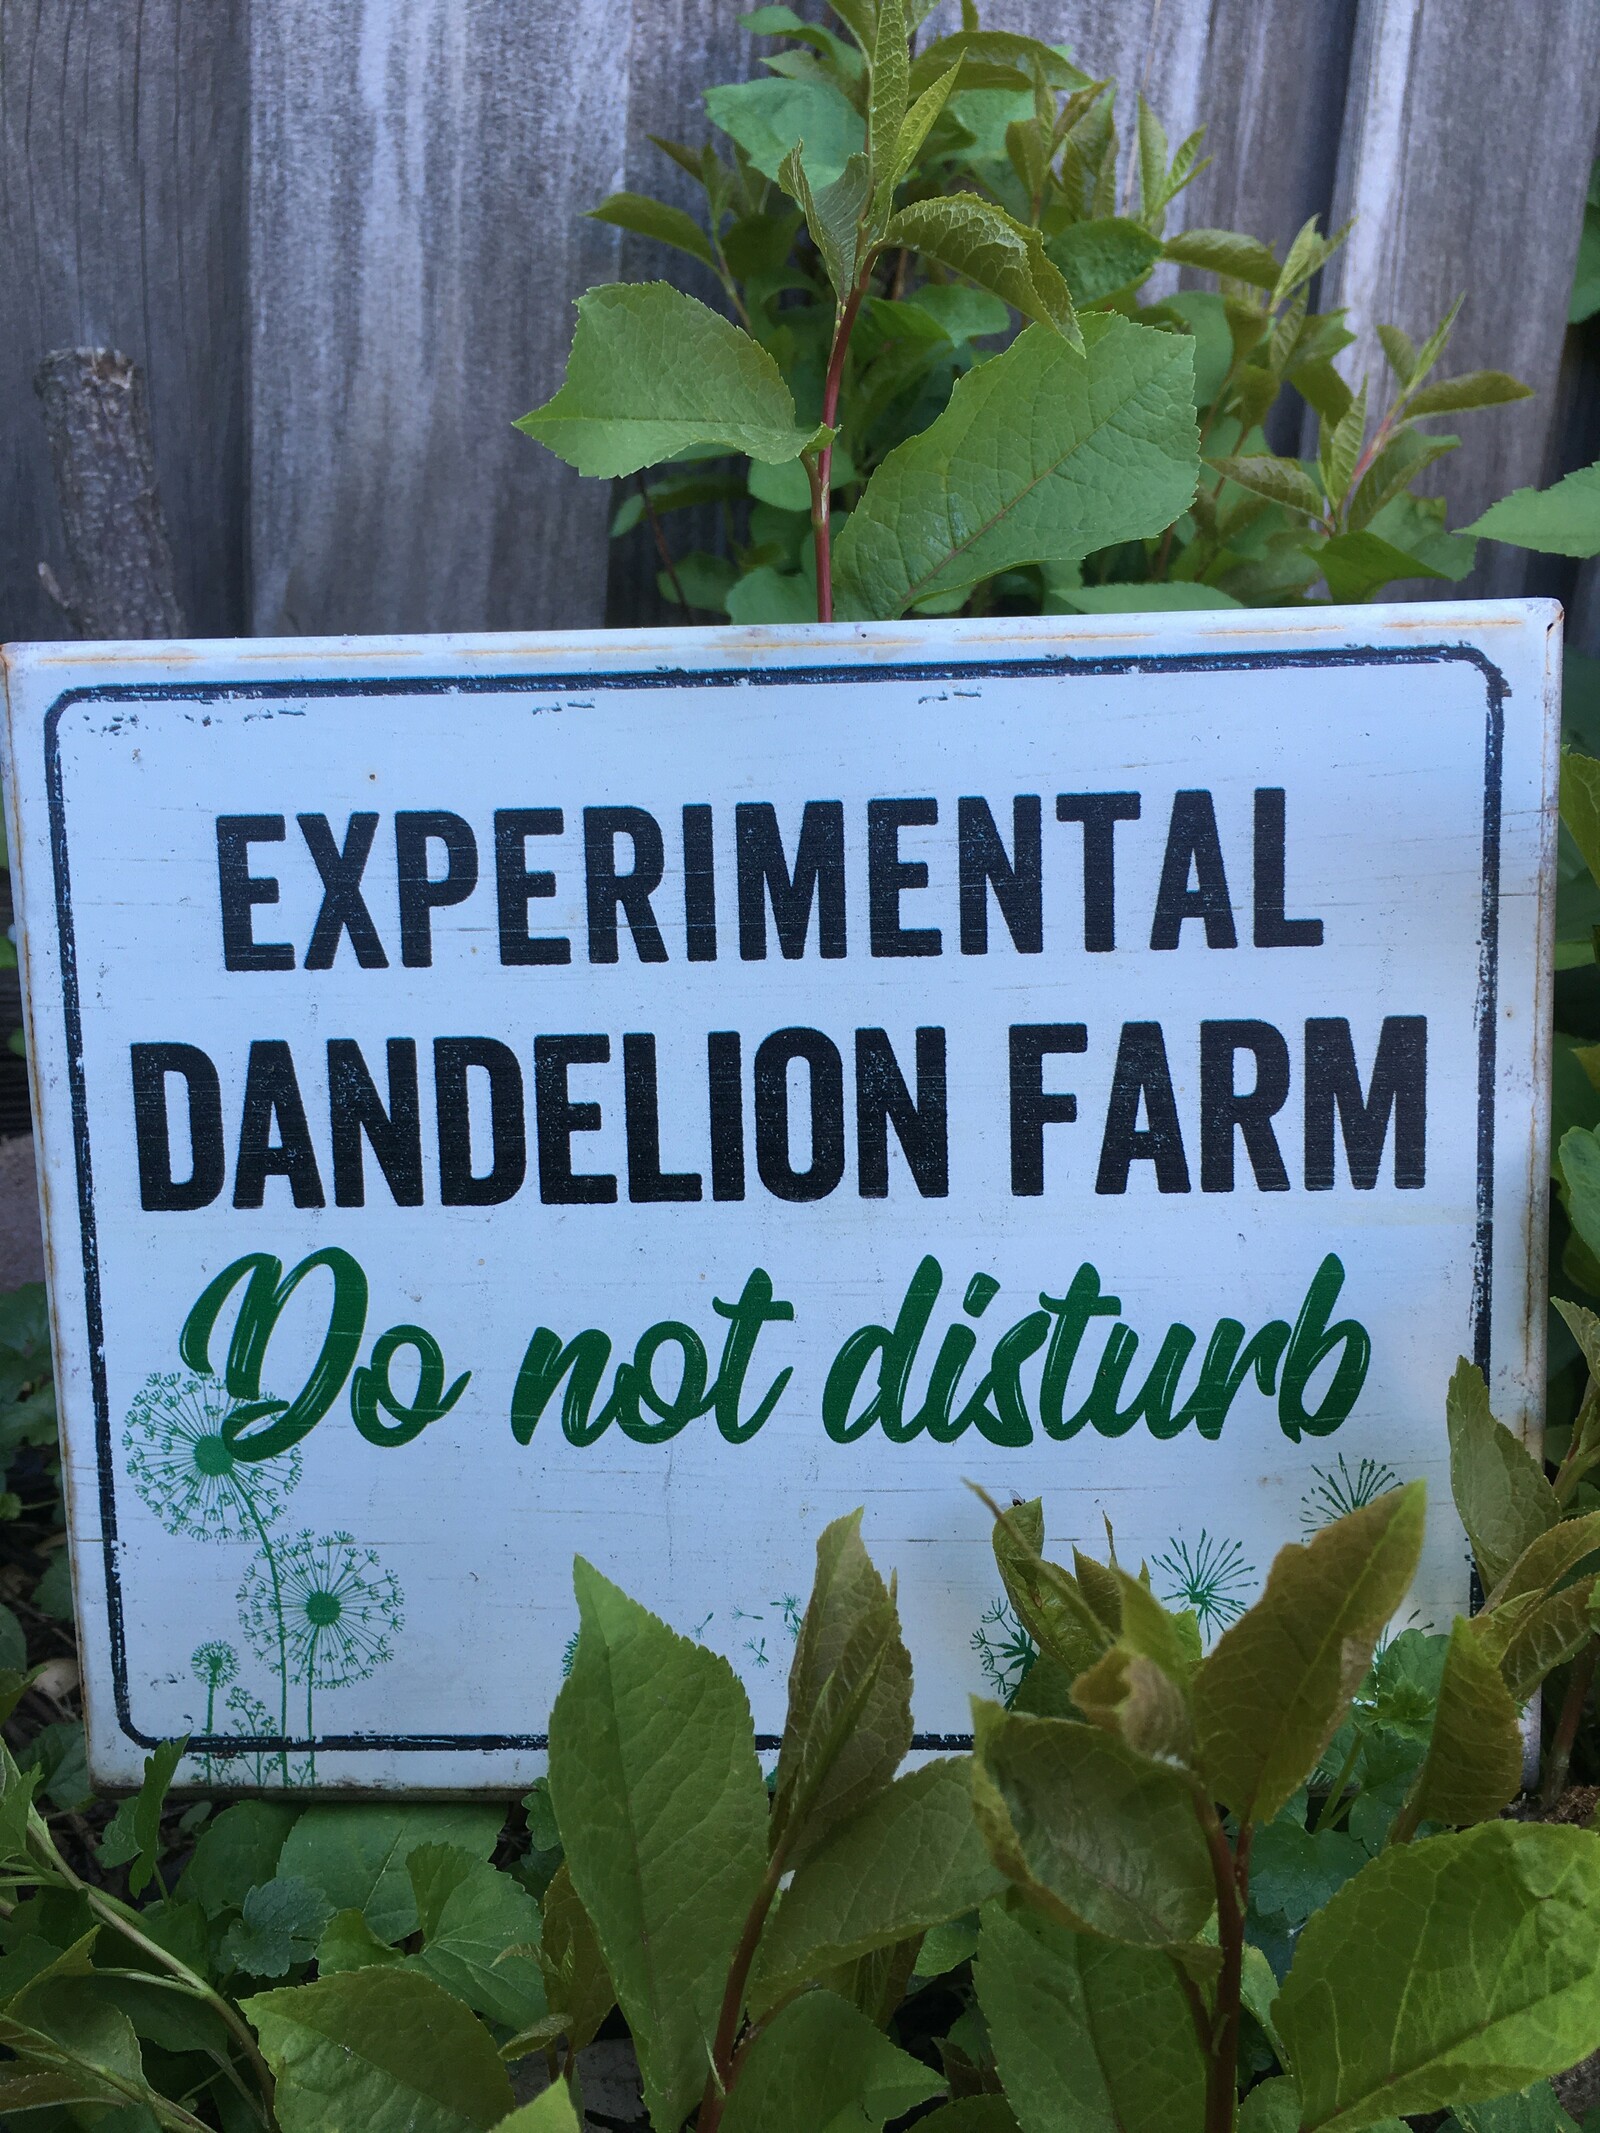 EXPERIMENTAL
DANDELION FARM
Do not disturb